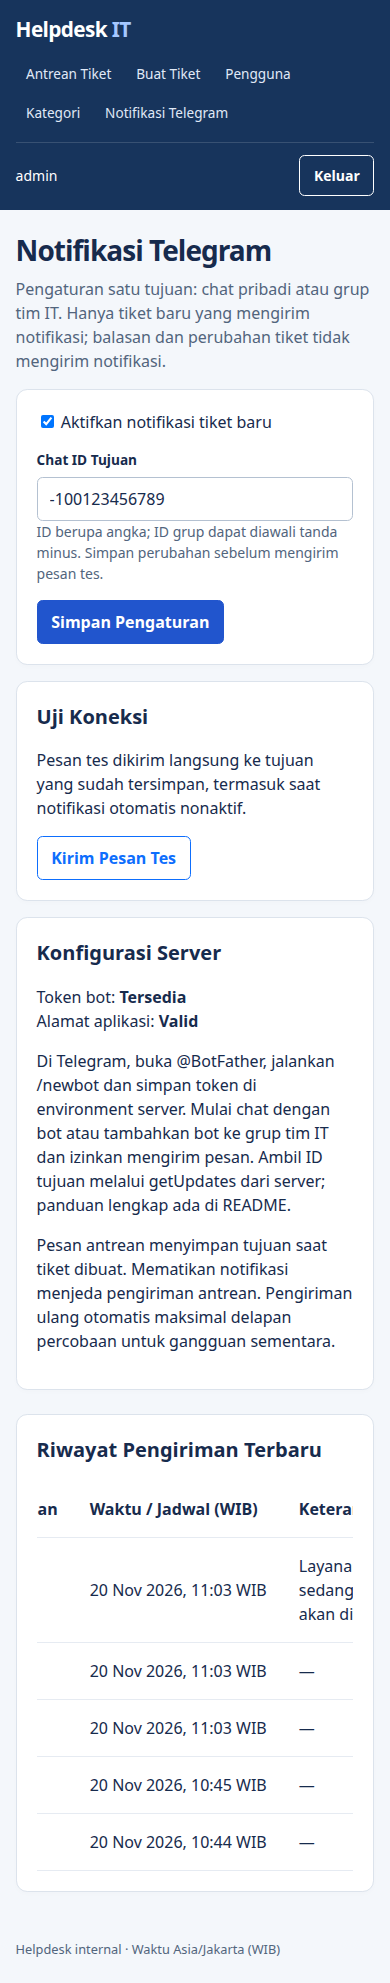 Helpdesk IT
Antrean Tiket Buat Tiket Pengguna
Kategori Notifikasi Telegram
admin Keluar
Notifikasi Telegram
Pengaturan satu tujuan: chat pribadi atau grup
tim IT. Hanya tiket baru yang mengirim
notifikasi; balasan dan perubahan tiket tidak
mengirim notifikasi.
Aktifkan notifikasi tiket baru
Chat ID Tujuan
-100123456789
ID berupa angka; ID grup dapat diawali tanda
minus. Simpan perubahan sebelum mengirim
pesan tes.
Simpan Pengaturan
Uji Koneksi
Pesan tes dikirim langsung ke tujuan
yang sudah tersimpan, termasuk saat
notifikasi otomatis nonaktif.
Kirim Pesan Tes
Konfigurasi Server
Token bot: Tersedia
Alamat aplikasi: Valid
Di Telegram, buka @BotFather, jalankan
/newbot dan simpan token di
environment server. Mulai chat dengan
bot atau tambahkan bot ke grup tim IT
dan izinkan mengirim pesan. Ambil ID
tujuan melalui getUpdates dari server;
panduan lengkap ada di README.
Pesan antrean menyimpan tujuan saat
tiket dibuat. Mematikan notifikasi
menjeda pengiriman antrean. Pengiriman
ulang otomatis maksimal delapan
percobaan untuk gangguan sementara.
Riwayat Pengiriman Terbaru
an Waktu / Jadwal (WIB) Ketera
20 Nov 2026, 11:03 WIB Layana
sedang
akan di
20 Nov 2026, 11:03 WIB —
20 Nov 2026, 11:03 WIB —
20 Nov 2026, 10:45 WIB —
20 Nov 2026, 10:44 WIB —
Helpdesk internal · Waktu Asia/Jakarta (WIB)